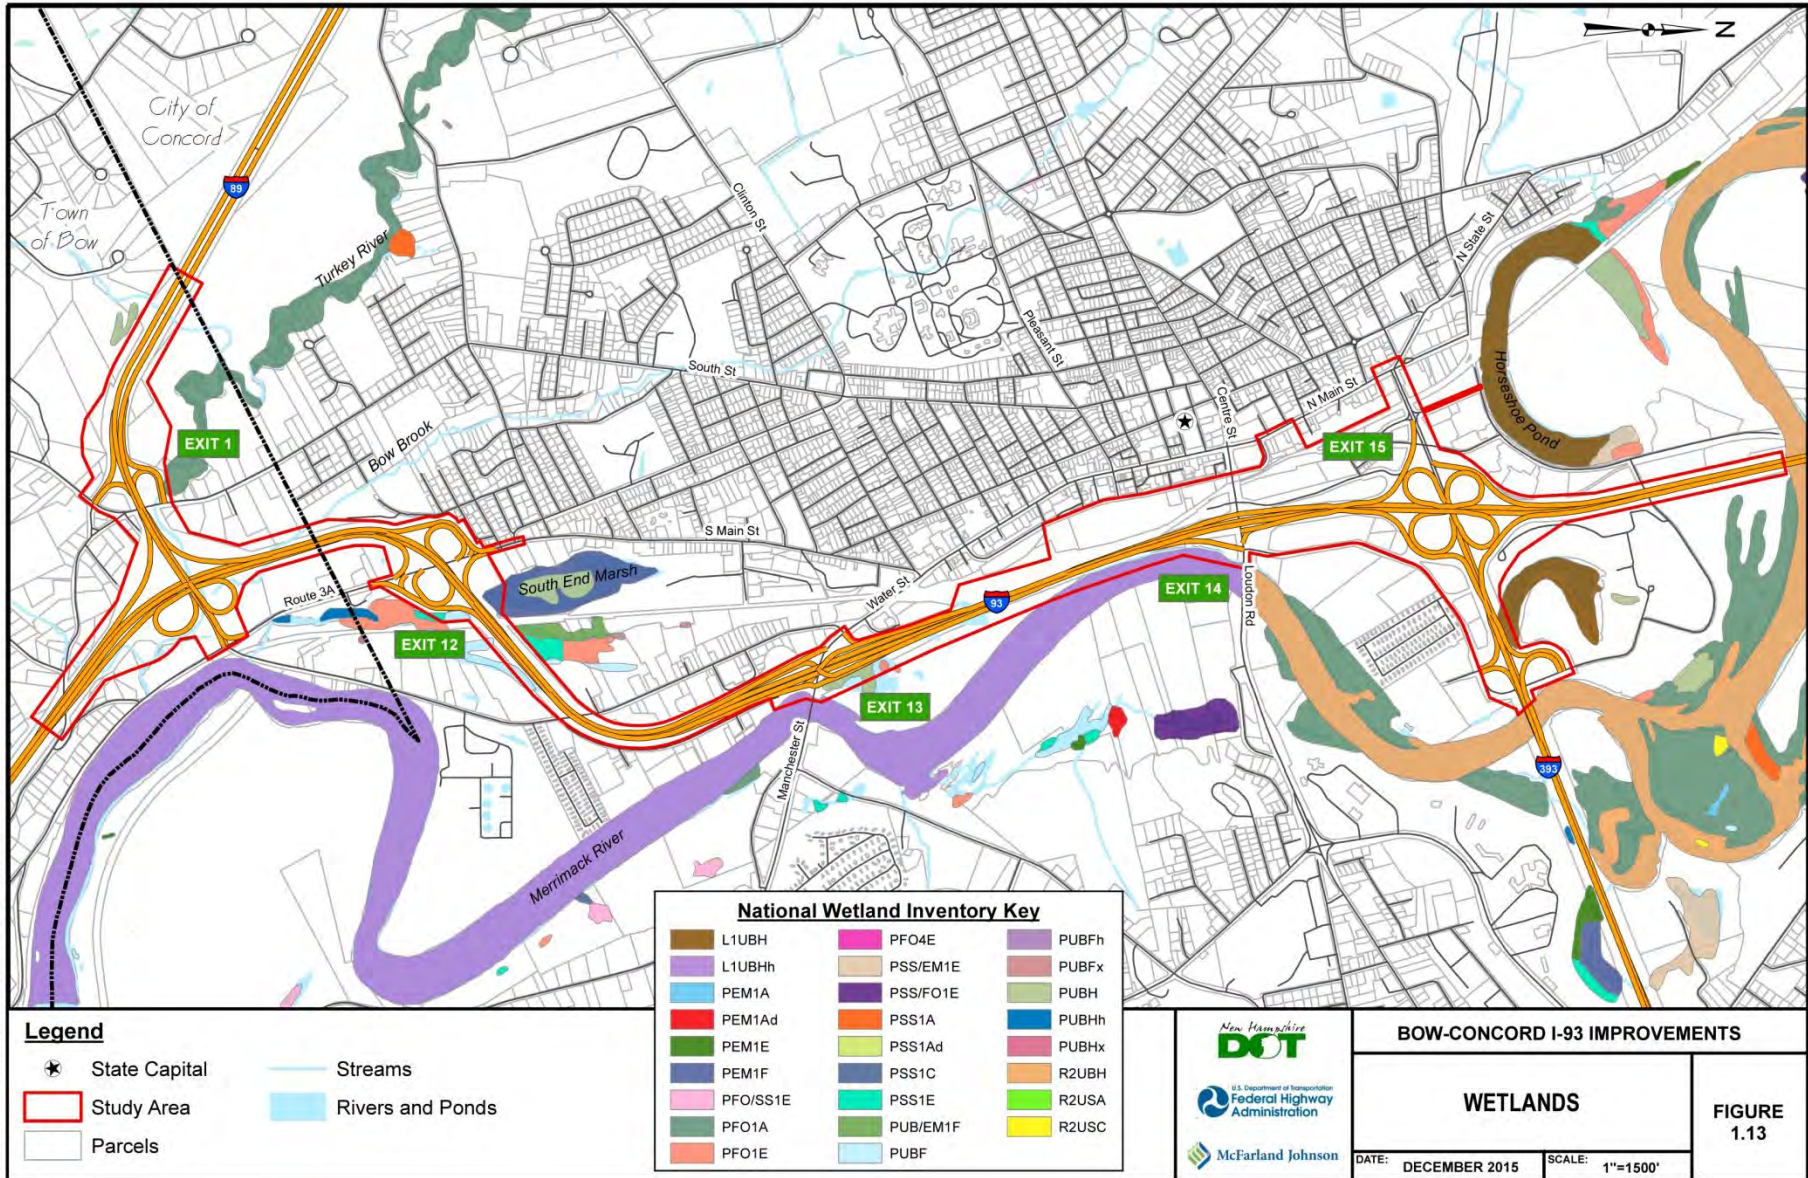 N
City of
Concord
89
Town
of Bow
Turkey River
Clinton St
N State St
Pleasant St
South St
Horseshoe Pond
Centre St
N Main St
EXIT 1
Bow Brook
EXIT 15
S Main St
South End Marsh
Route 3A
Water St
93
EXIT 14
Loudon Rd
EXIT 12
EXIT 13
Manchester St
393
Merrimack River
National Wetland Inventory Key
L1UBH
L1UBHh
PEM1A
PEM1Ad
PEM1E
PEM1F
PFO/SS1E
PFO1A
PFO1E
PFO4E
PSS/EM1E
PSS/FO1E
PSS1A
PSS1Ad
PSS1C
PSS1E
PUB/EM1F
PUBF
PUBFh
PUBFx
PUBH
PUBHh
PUBHx
R2UBH
R2USA
R2USC
Legend
State Capital
Study Area
Parcels
Streams
Rivers and Ponds
New Hampshire
DOT
U.S. Department of Transportation
Federal Highway
Administration
McFarland Johnson
BOW-CONCORD I-93 IMPROVEMENTS
WETLANDS
FIGURE
1.13
DATE: DECEMBER 2015
SCALE: 1"=1500'